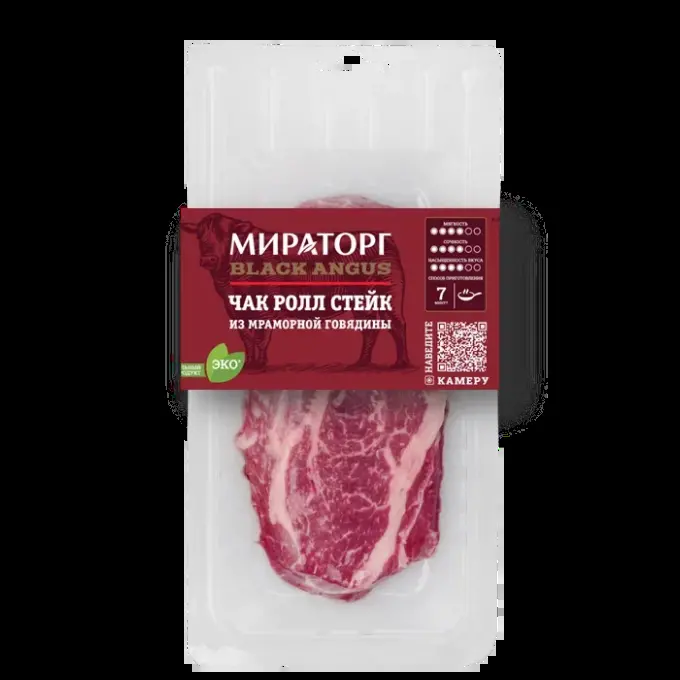 МИРАТОРГ
BLACK ANGUS
ЧАК РОЛЛ СТЕЙК
ИЗ МРАМОРНОЙ ГОВЯДИНЫ
ЭКО
МЯГКОСТЬ
СОЧНОСТЬ
НАСЫЩЕННОСТЬ ВКУСА
СПОСОБ ПРИГОТОВЛЕНИЯ
7
МИНУТ
НАВЕДИТЕ
КАМЕРУ